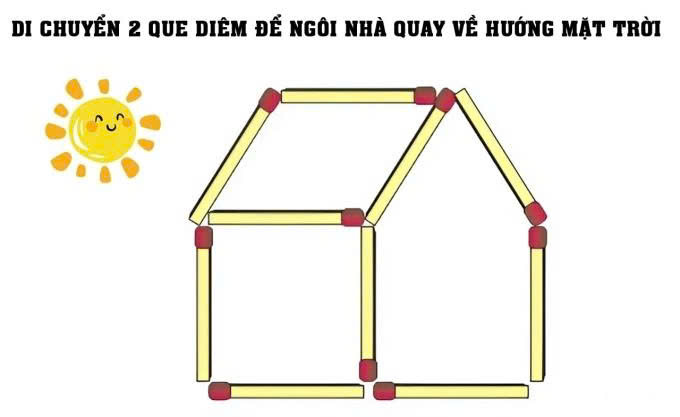 DI CHUYỂN 2 QUE DIÊM ĐỂ NGÔI NHÀ QUAY VỀ HƯỚNG MẶT TRỜI